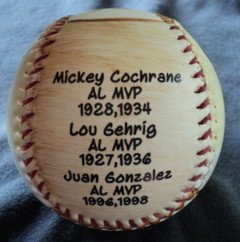 Mickey Cochrane
AL MVP
1928,1934
Lou Gehrig
AL MVP
1927,1936
Juan Gonzalez
AL MVP
1996,1998